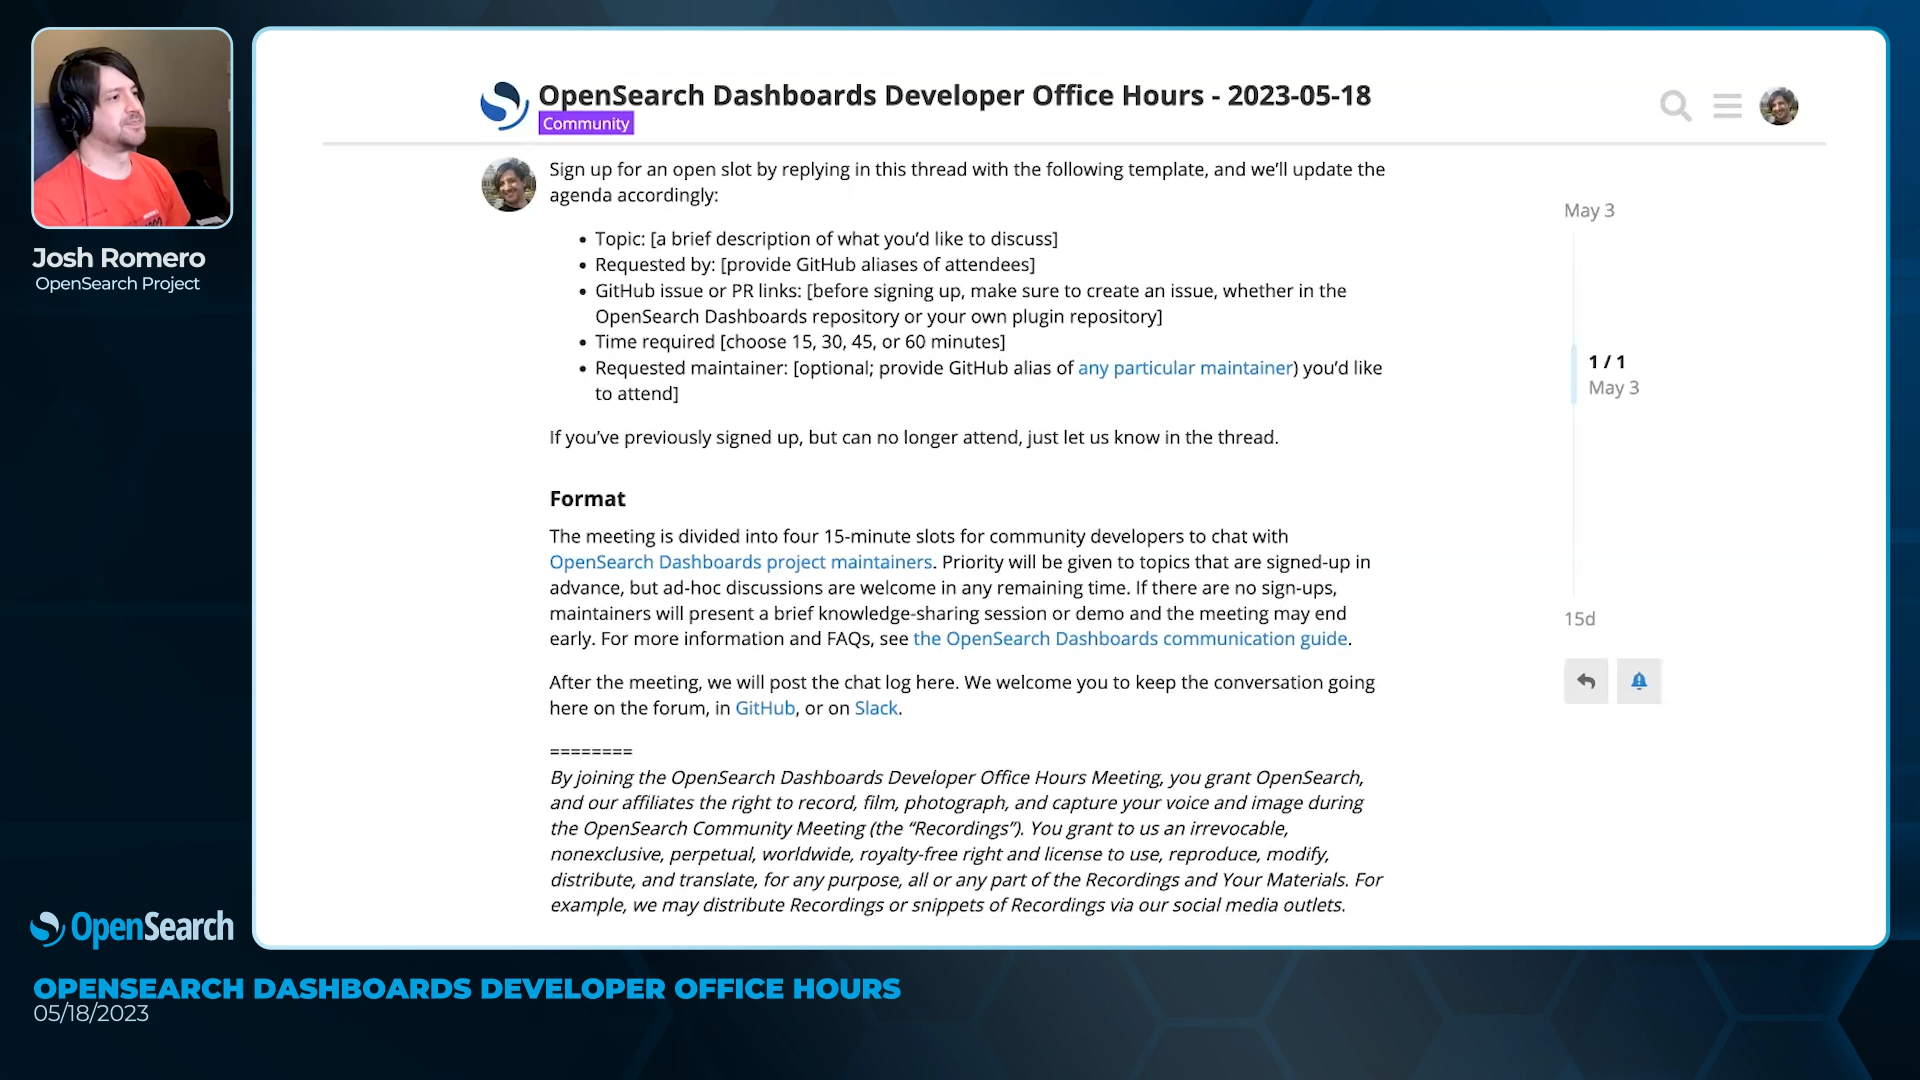 Josh Romero
OpenSearch Project
OpenSearch Dashboards Developer Office Hours - 2023-05-18
Community
Sign up for an open slot by replying in this thread with the following template, and we’ll update the
agenda accordingly:
• Topic: [a brief description of what you’d like to discuss]
• Requested by: [provide GitHub aliases of attendees]
• GitHub issue or PR links: [before signing up, make sure to create an issue, whether in the
OpenSearch Dashboards repository or your own plugin repository]
• Time required [choose 15, 30, 45, or 60 minutes]
• Requested maintainer: [optional; provide GitHub alias of any particular maintainer) you’d like
to attend]
If you’ve previously signed up, but can no longer attend, just let us know in the thread.
Format
The meeting is divided into four 15-minute slots for community developers to chat with
OpenSearch Dashboards project maintainers. Priority will be given to topics that are signed-up in
advance, but ad-hoc discussions are welcome in any remaining time. If there are no sign-ups,
maintainers will present a brief knowledge-sharing session or demo and the meeting may end
early. For more information and FAQs, see the OpenSearch Dashboards communication guide.
After the meeting, we will post the chat log here. We welcome you to keep the conversation going
here on the forum, in GitHub, or on Slack.
========
By joining the OpenSearch Dashboards Developer Office Hours Meeting, you grant OpenSearch,
and our affiliates the right to record, film, photograph, and capture your voice and image during
the OpenSearch Community Meeting (the “Recordings”). You grant to us an irrevocable,
nonexclusive, perpetual, worldwide, royalty-free right and license to use, reproduce, modify,
distribute, and translate, for any purpose, all or any part of the Recordings and Your Materials. For
example, we may distribute Recordings or snippets of Recordings via our social media outlets.
May 3
1 / 1
May 3
15d
OpenSearch
OPENSEARCH DASHBOARDS DEVELOPER OFFICE HOURS
05/18/2023